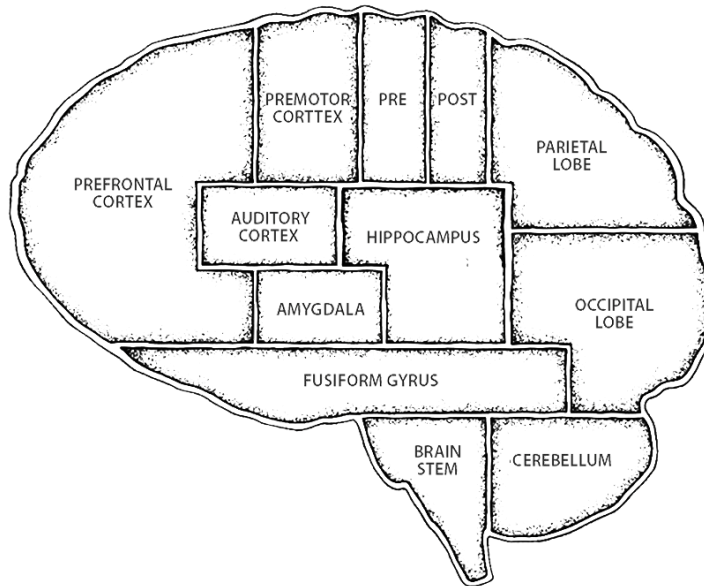 PREMOTOR
CORTTEX
PRE
POST
PARIETAL
LOBE
PREFRONTAL
CORTEX
AUDITORY
CORTEX
HIPPOCAMPUS
AMYGDALA
OCCIPITAL
LOBE
FUSIFORM GYRUS
BRAIN
STEM
CEREBELLUM